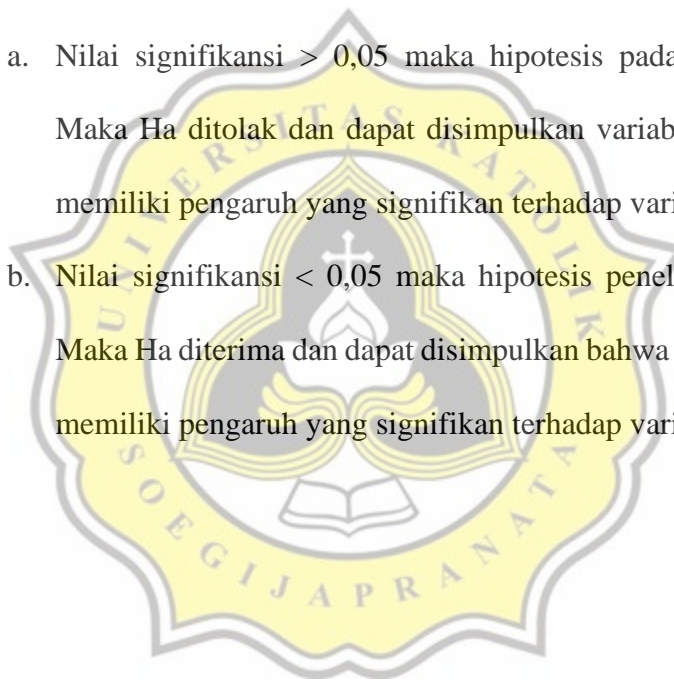 a. Nilai signifikansi > 0,05 maka hipotesis pada
Maka Ha ditolak dan dapat disimpulkan variab
memiliki pengaruh yang signifikan terhadap vari
b. Nilai signifikansi < 0,05 maka hipotesis penel
Maka Ha diterima dan dapat disimpulkan bahwa
memiliki pengaruh yang signifikan terhadap vari
UNIVERSITAS KATOLIK
SOEGIJAPRANATA